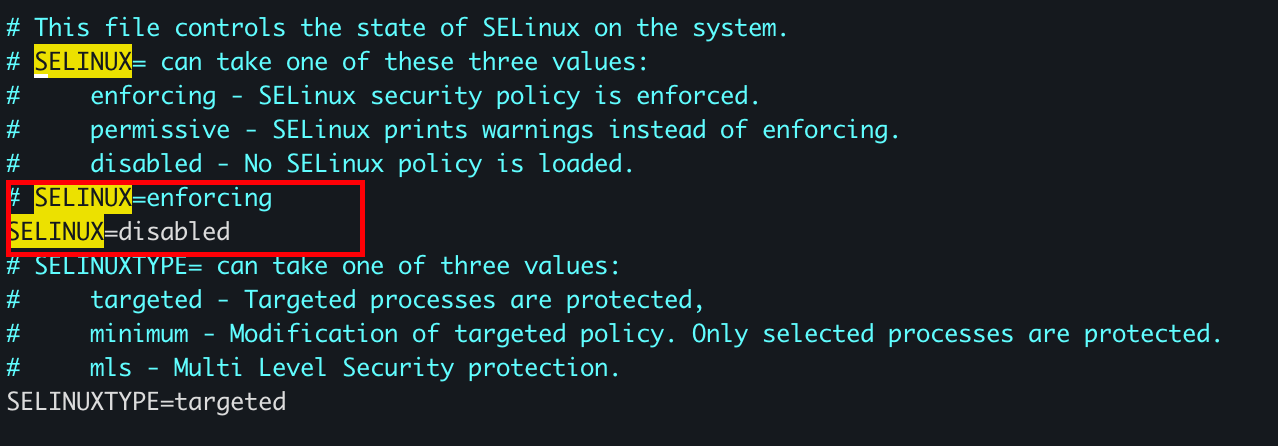 # This file controls the state of SELinux on the system.
# SELINUX= can take one of these three values:
#     enforcing - SELinux security policy is enforced.
#     permissive - SELinux prints warnings instead of enforcing.
#     disabled - No SELinux policy is loaded.
# SELINUX=enforcing
SELINUX=disabled
# SELINUXTYPE= can take one of three values:
#     targeted - Targeted processes are protected,
#     minimum - Modification of targeted policy. Only selected processes are protected.
#     mls - Multi Level Security protection.
SELINUXTYPE=targeted